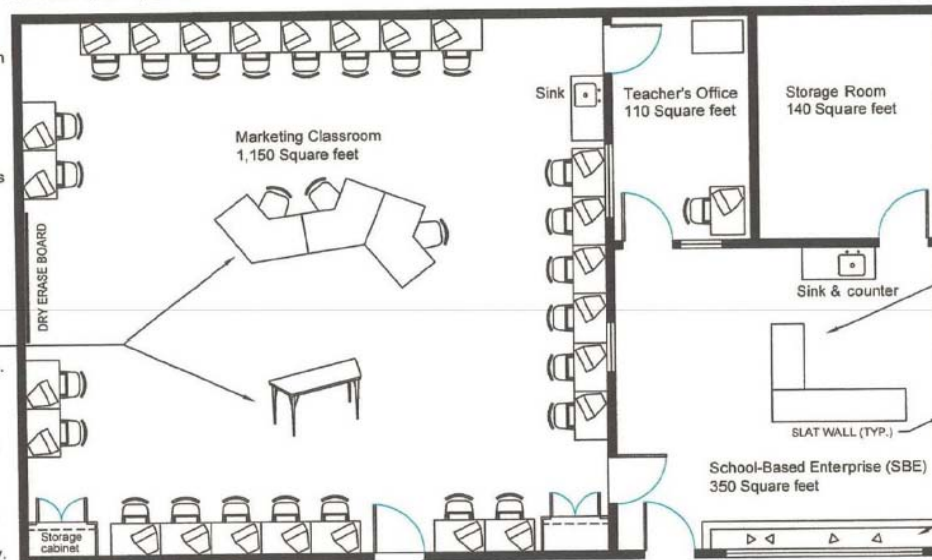 Sink
Teacher's Office
110 Square feet
Storage Room
140 Square feet
Marketing Classroom
1,150 Square feet
DRY ERASE BOARD
Sink & counter
SLAT WALL (TYP.)
School-Based Enterprise (SBE)
350 Square feet
Storage
cabinet